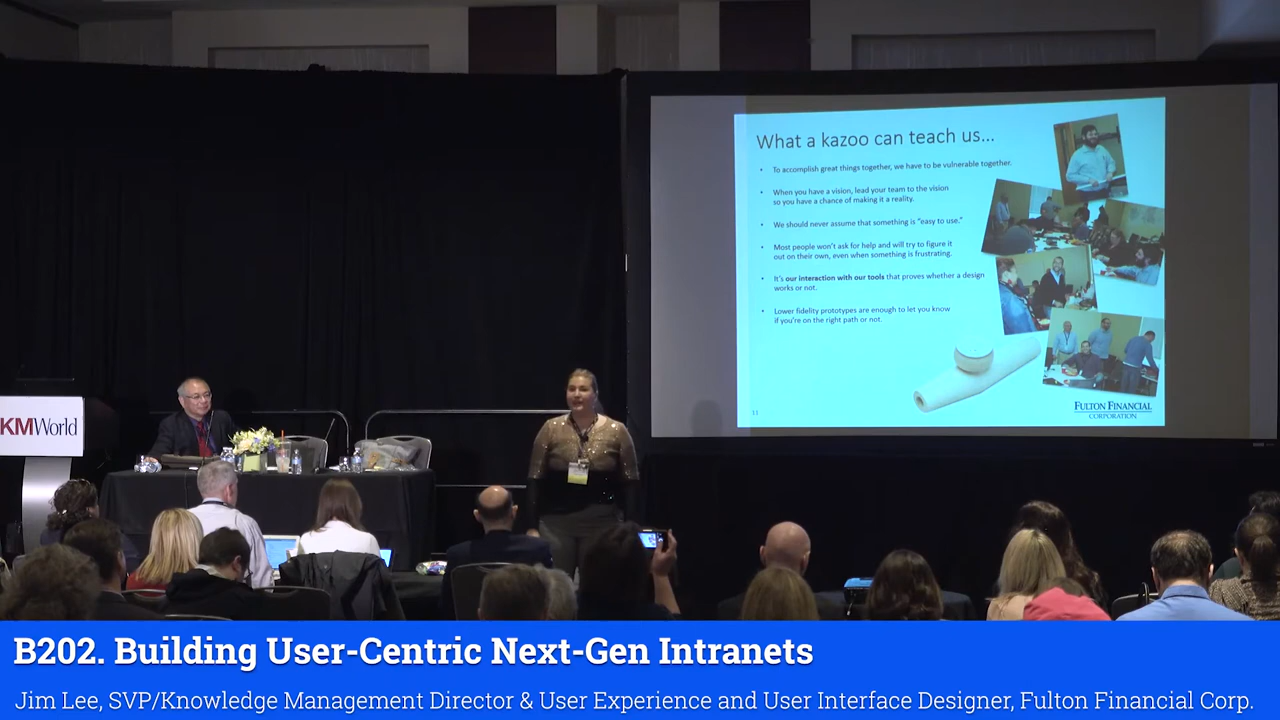 What a kazoo can teach us...
• To accomplish great things together, we have to be vulnerable together.
• When you have a vision, lead your team to the vision
so you have a chance of making it a reality.
• We should never assume that something is "easy to use."
• Most people won't ask for help and will try to figure it
out on their own, even when something is frustrating.
• It's our interaction with our tools that proves whether a design
works or not.
• Lower fidelity prototypes are enough to let you know
if you're on the right path or not.
FULTON FINANCIAL
CORPORATION
KMWorld
B202. Building User-Centric Next-Gen Intranets
Jim Lee, SVP/Knowledge Management Director & User Experience and User Interface Designer, Fulton Financial Corp.